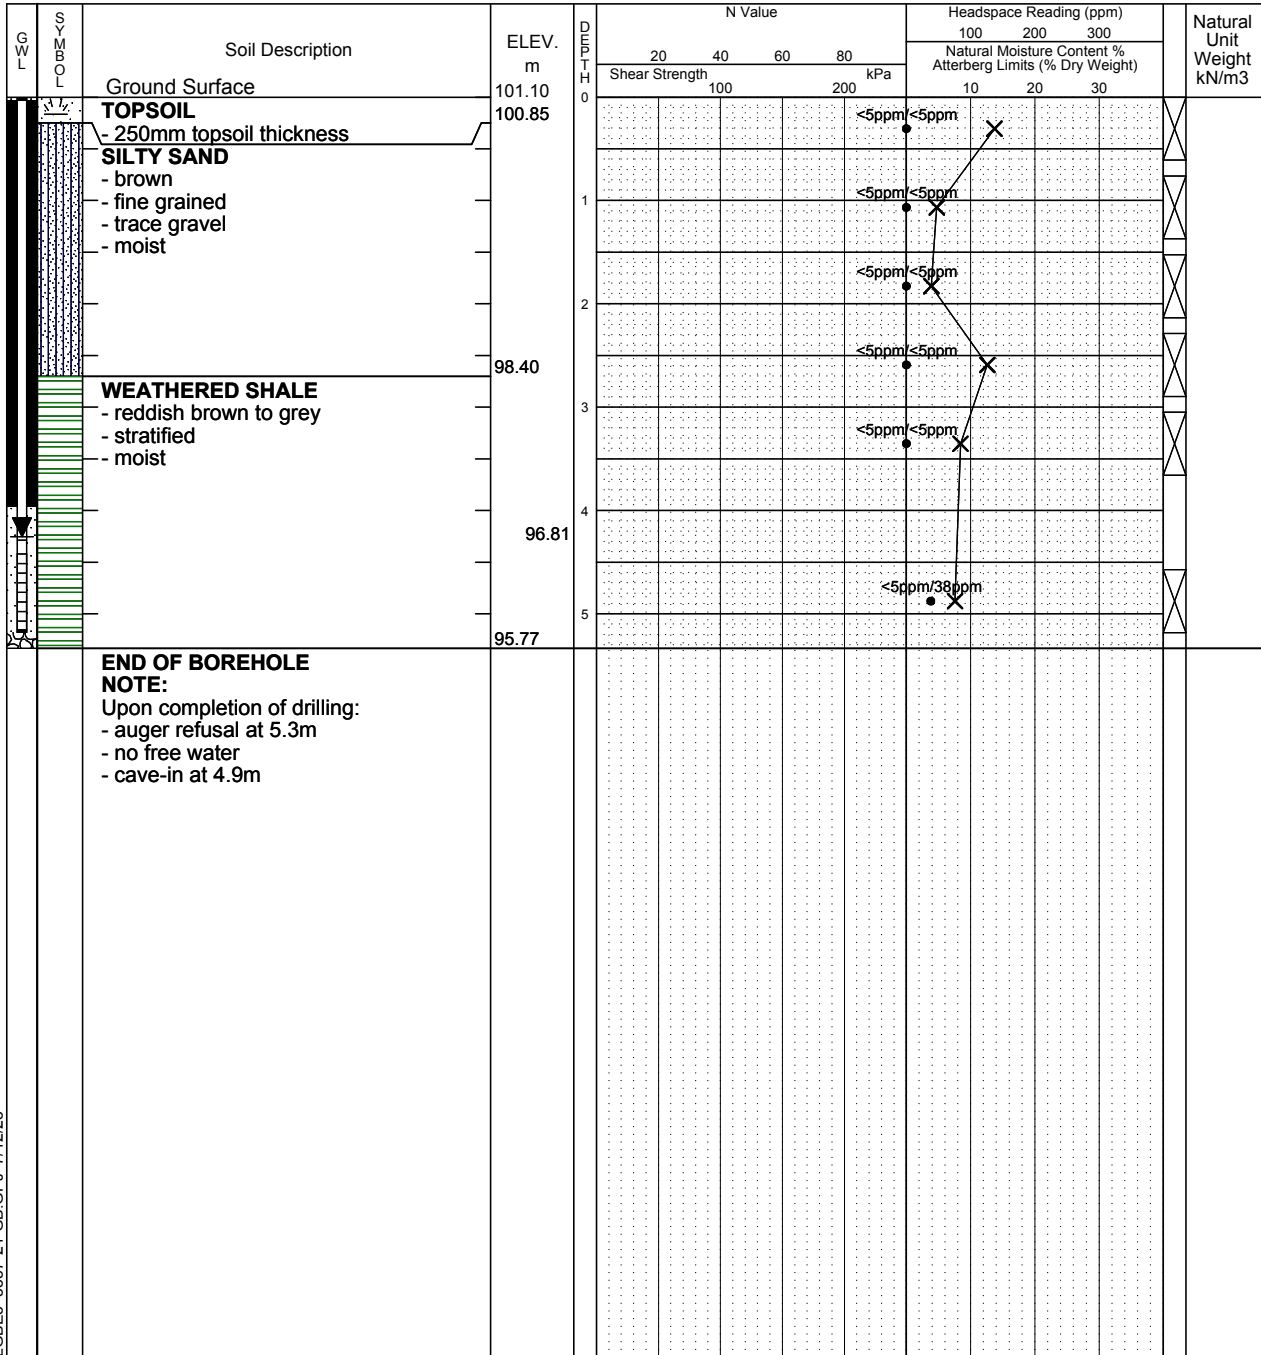 GWL
SYMBOL
Soil Description
Ground Surface
ELEV.
m
101.10
DEPTH
N Value
20 40 60 80
Shear Strength kPa
100 200
Headspace Reading (ppm)
100 200 300
Natural Moisture Content %
Atterberg Limits (% Dry Weight)
10 20 30
Natural
Unit
Weight
kN/m3
0
TOPSOIL
100.85
- 250mm topsoil thickness
<5ppm/<5ppm
SILTY SAND
- brown
- fine grained
<5ppm/<5ppm
1
- trace gravel
- moist
<5ppm/<5ppm
2
<5ppm/<5ppm
98.40
WEATHERED SHALE
3
- reddish brown to grey
- stratified
<5ppm/<5ppm
- moist
4
96.81
<5ppm/38ppm
5
95.77
END OF BOREHOLE
NOTE:
Upon completion of drilling:
- auger refusal at 5.3m
- no free water
- cave-in at 4.9m